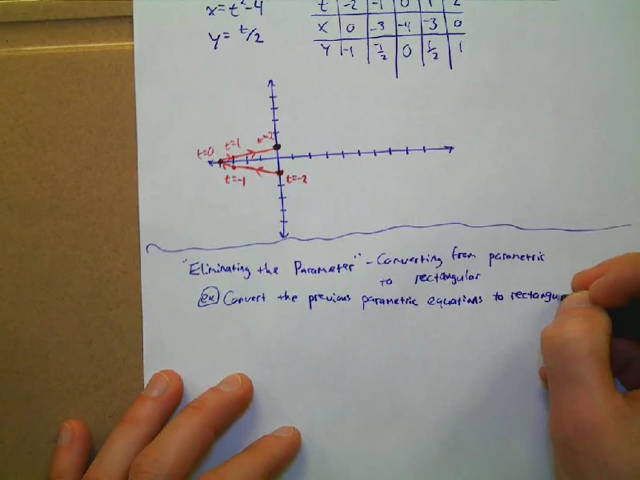 x=t²-4
t -2 -1 0 1 2
X 0 -3 -4 -3 0
y = t/2
Y -1 -1/2 0 1/2 1
t=0 t=1 t=2
t=-1 t=-2
"Eliminating the Parameter" - Converting from parametric
to rectangular
ex Convert the previous parametric equations to rectangu